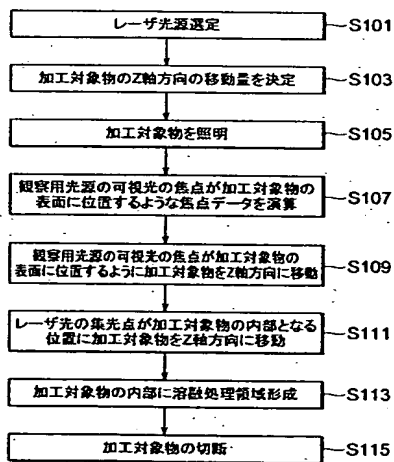 レーザ光源選定
S101
加工対象物のZ軸方向の移動量を決定
S103
加工対象物を照明
S105
観察用光源の可視光の焦点が加工対象物の
表面に位置するような焦点データを演算
S107
観察用光源の可視光の焦点が加工対象物の
表面に位置するように加工対象物をZ軸方向に移動
S109
レーザ光の集光点が加工対象物の内部となる
位置に加工対象物をZ軸方向に移動
S111
加工対象物の内部に溶融処理領域形成
S113
加工対象物の切断
S115